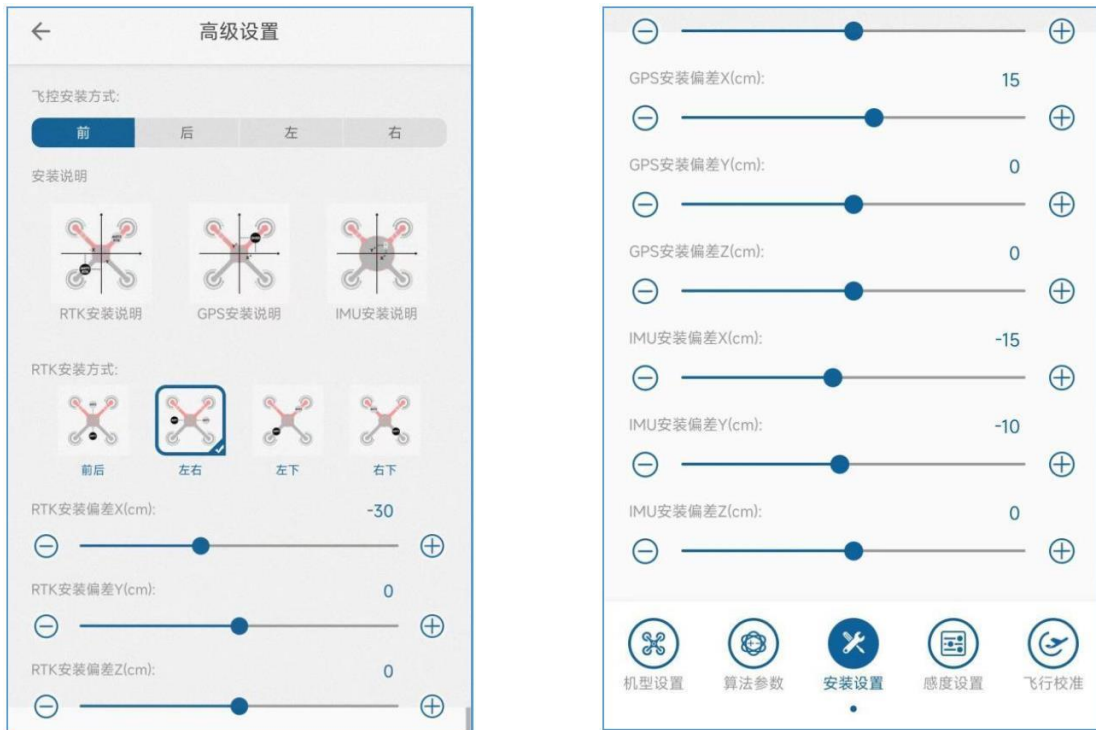 高级设置
飞控安装方式:
前 后 左 右
安装说明
RTK安装说明 GPS安装说明 IMU安装说明
RTK安装方式:
前后 左右 左下 右下
RTK安装偏差X(cm): -30
RTK安装偏差Y(cm): 0
RTK安装偏差Z(cm): 0
GPS安装偏差X(cm): 15
GPS安装偏差Y(cm): 0
GPS安装偏差Z(cm): 0
IMU安装偏差X(cm): -15
IMU安装偏差Y(cm): -10
IMU安装偏差Z(cm): 0
机型设置 算法参数 安装设置 感度设置 飞行校准